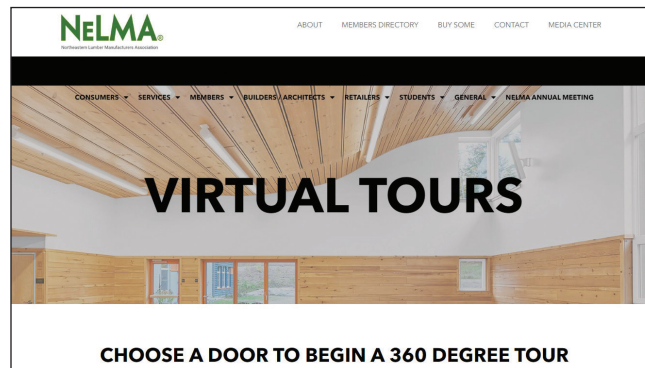 NELMA®
Northeastern Lumber Manufacturers Association
ABOUT MEMBERS DIRECTORY BUY SOME CONTACT MEDIA CENTER
CONSUMERS SERVICES MEMBERS BUILDERS/ARCHITECTS RETAILERS STUDENTS GENERAL NELMA ANNUAL MEETING
VIRTUAL TOURS
CHOOSE A DOOR TO BEGIN A 360 DEGREE TOUR